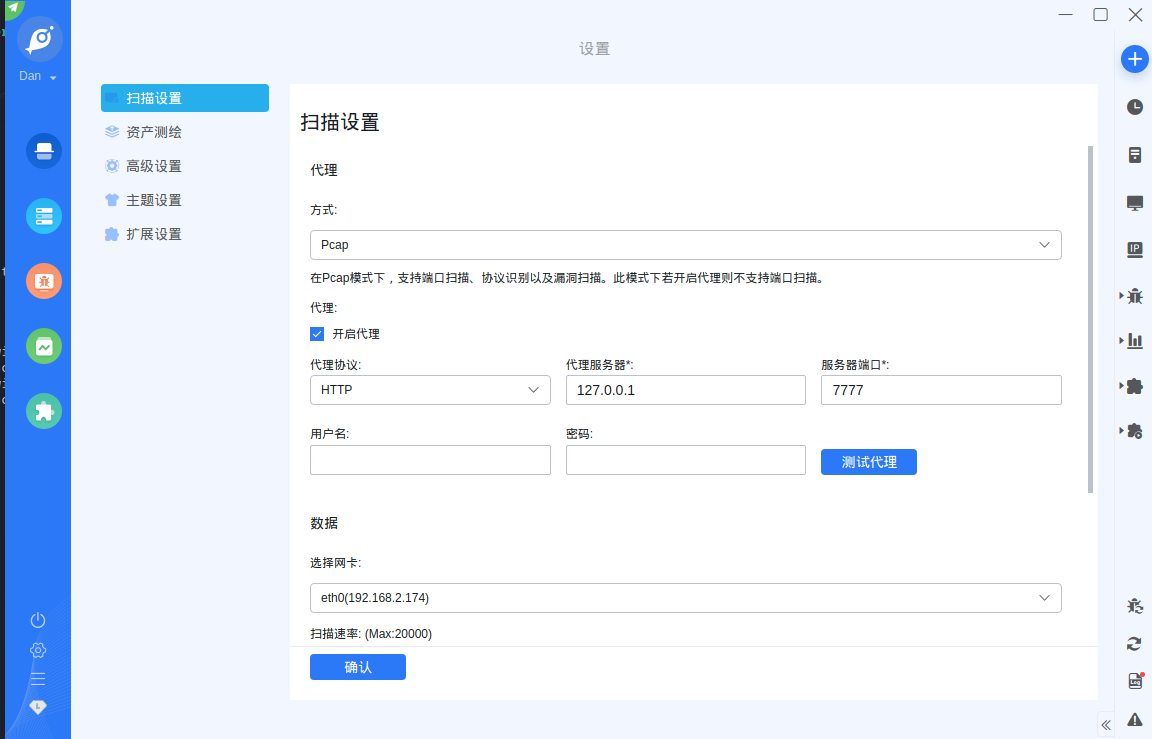 设置
Dan
扫描设置
资产测绘
高级设置
主题设置
扩展设置
扫描设置
代理
方式:
Pcap
在Pcap模式下，支持端口扫描、协议识别以及漏洞扫描。此模式下若开启代理则不支持端口扫描。
代理:
开启代理
代理协议: 代理服务器*: 服务器端口*:
HTTP 127.0.0.1 7777
用户名: 密码:
测试代理
数据
选择网卡:
eth0(192.168.2.174)
扫描速率: (Max:20000)
确认
IP
LOG
L